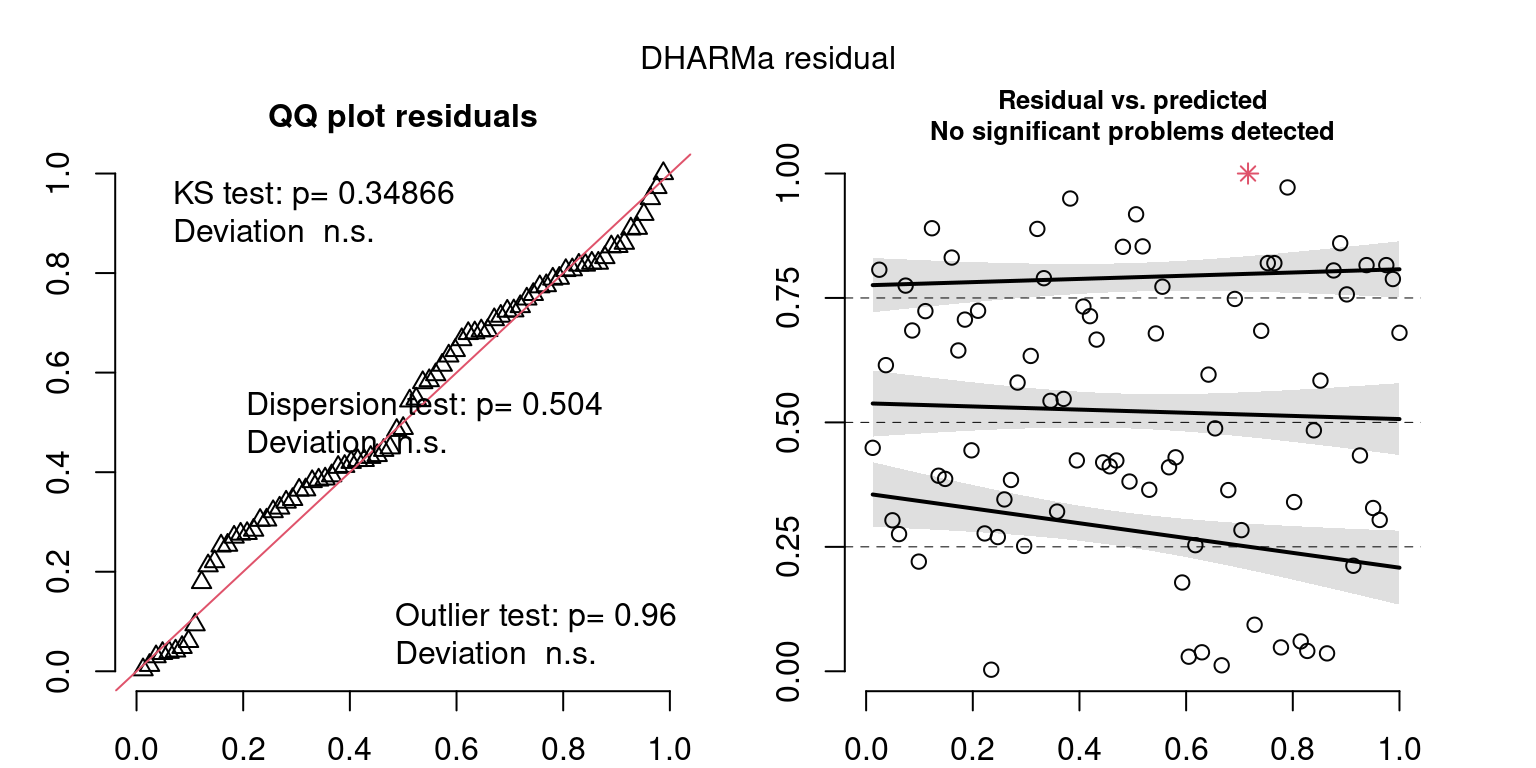 DHARMa residual
QQ plot residuals
KS test: p= 0.34866
Deviation n.s.
Dispersion test: p= 0.504
Deviation n.s.
Outlier test: p= 0.96
Deviation n.s.
1.0
0.8
0.6
0.4
0.2
0.0
0.0 0.2 0.4 0.6 0.8 1.0
Residual vs. predicted
No significant problems detected
1.00
0.75
0.50
0.25
0.00
0.0 0.2 0.4 0.6 0.8 1.0